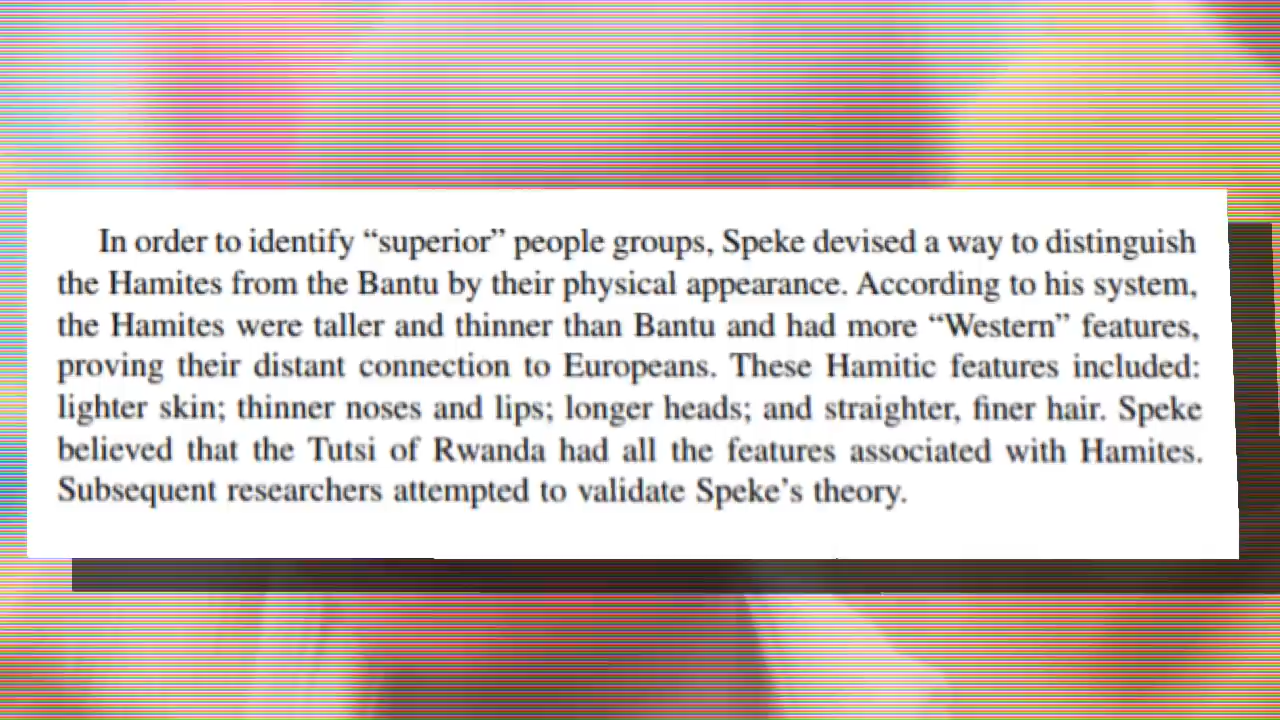 In order to identify “superior” people groups, Speke devised a way to distinguish
the Hamites from the Bantu by their physical appearance. According to his system,
the Hamites were taller and thinner than Bantu and had more “Western” features,
proving their distant connection to Europeans. These Hamitic features included:
lighter skin; thinner noses and lips; longer heads; and straighter, finer hair. Speke
believed that the Tutsi of Rwanda had all the features associated with Hamites.
Subsequent researchers attempted to validate Speke’s theory.